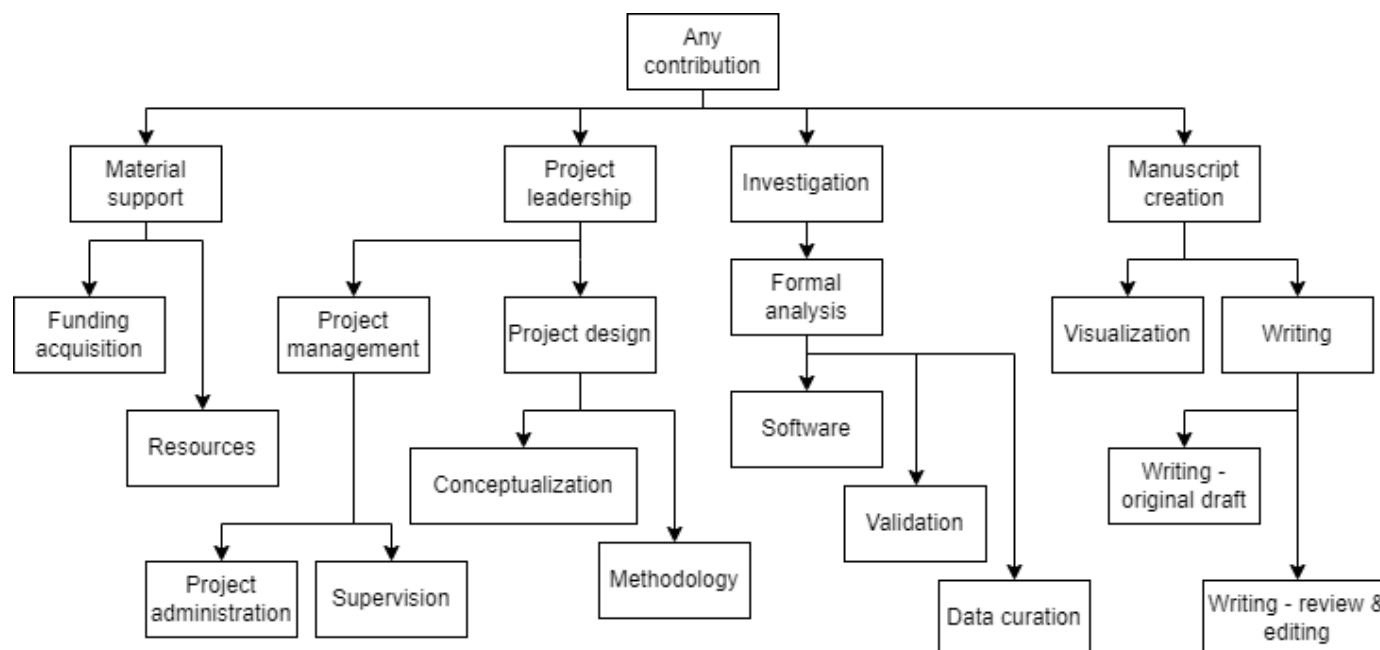 Any
contribution
Material
support
Project
leadership
Investigation
Manuscript
creation
Funding
acquisition
Project
management
Project design
Formal
analysis
Visualization
Writing
Resources
Conceptualization
Software
Writing -
original draft
Validation
Project
administration
Supervision
Methodology
Data curation
Writing - review &
editing